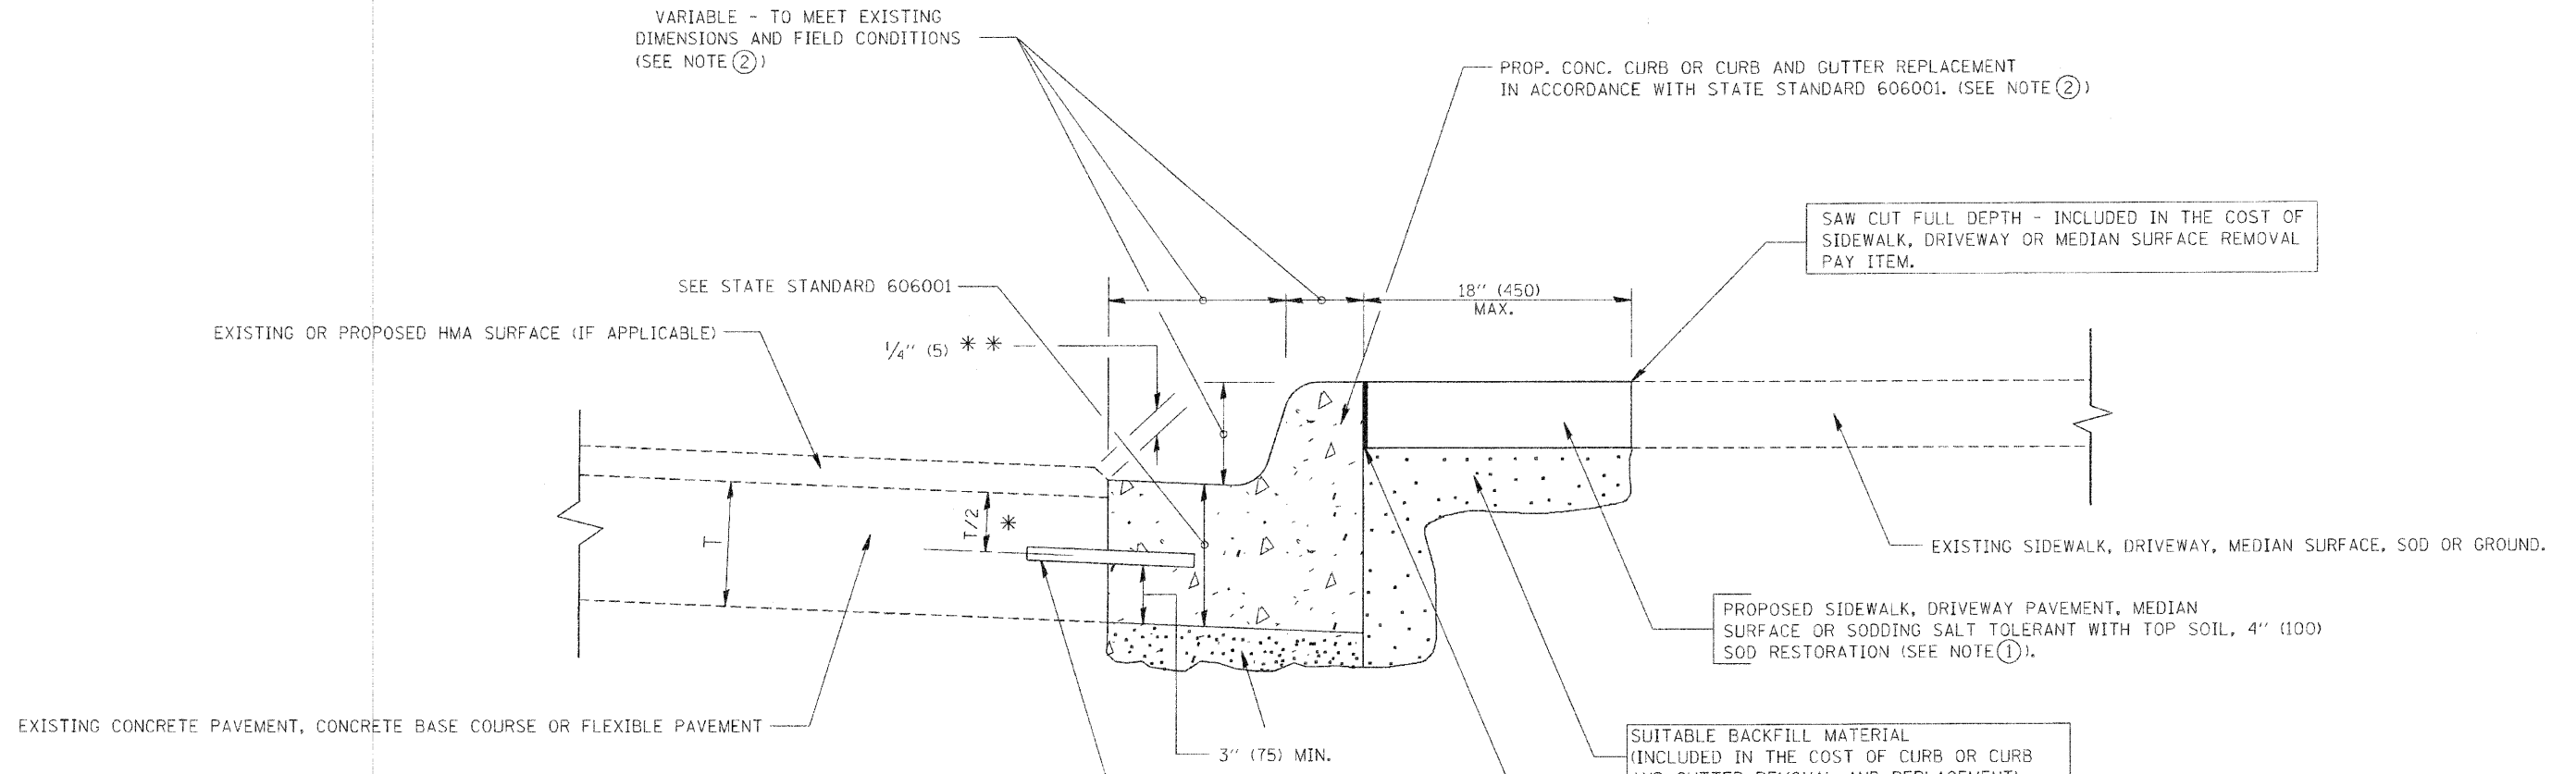 VARIABLE - TO MEET EXISTING
DIMENSIONS AND FIELD CONDITIONS
(SEE NOTE ②)
PROP. CONC. CURB OR CURB AND GUTTER REPLACEMENT
IN ACCORDANCE WITH STATE STANDARD 606001. (SEE NOTE ②)
SAW CUT FULL DEPTH - INCLUDED IN THE COST OF
SIDEWALK, DRIVEWAY OR MEDIAN SURFACE REMOVAL
PAY ITEM.
SEE STATE STANDARD 606001
18" (450)
MAX.
EXISTING OR PROPOSED HMA SURFACE (IF APPLICABLE)
1/4" (5) * *
T
T/2 *
EXISTING SIDEWALK, DRIVEWAY, MEDIAN SURFACE, SOD OR GROUND.
PROPOSED SIDEWALK, DRIVEWAY PAVEMENT, MEDIAN
SURFACE OR SODDING SALT TOLERANT WITH TOP SOIL, 4" (100)
SOD RESTORATION (SEE NOTE ①).
EXISTING CONCRETE PAVEMENT, CONCRETE BASE COURSE OR FLEXIBLE PAVEMENT
3" (75) MIN.
SUITABLE BACKFILL MATERIAL
(INCLUDED IN THE COST OF CURB OR CURB
AND GUTTER REMOVAL AND REPLACEMENT)